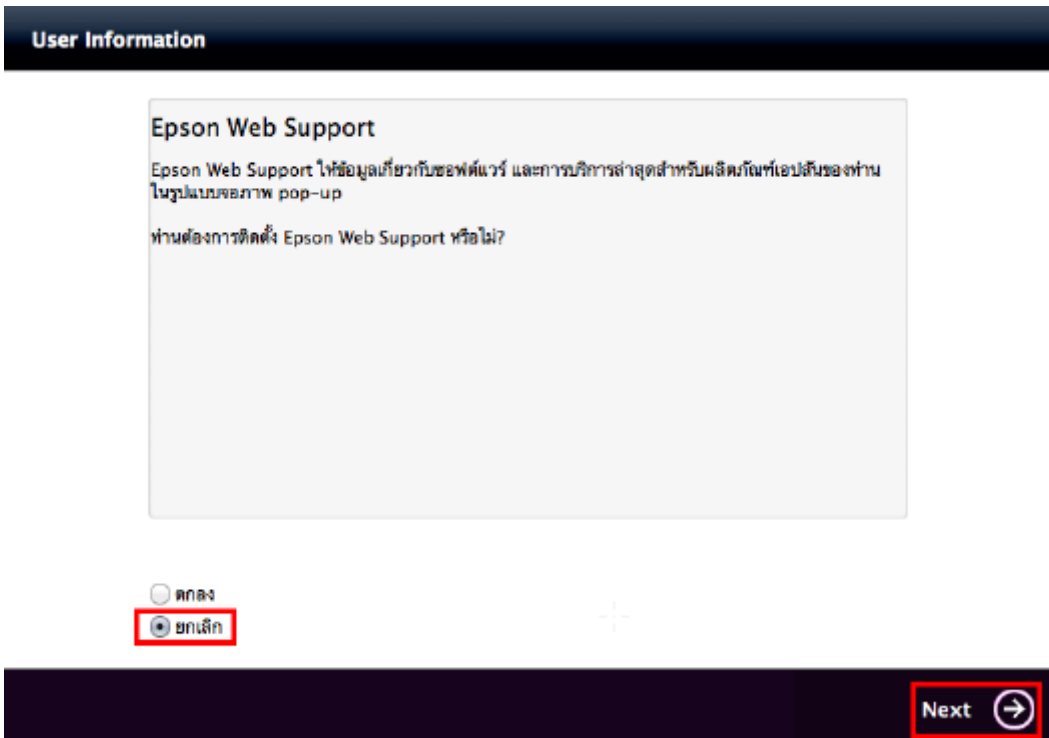 User Information
Epson Web Support
Epson Web Support ให้ข้อมูลเกี่ยวกับซอฟต์แวร์ และการบริการล่าสุดสำหรับผลิตภัณฑ์เอปสันของท่าน
ในรูปแบบจอภาพ pop-up
ท่านต้องการติดตั้ง Epson Web Support หรือไม่?
ตกลง
ยกเลิก
Next